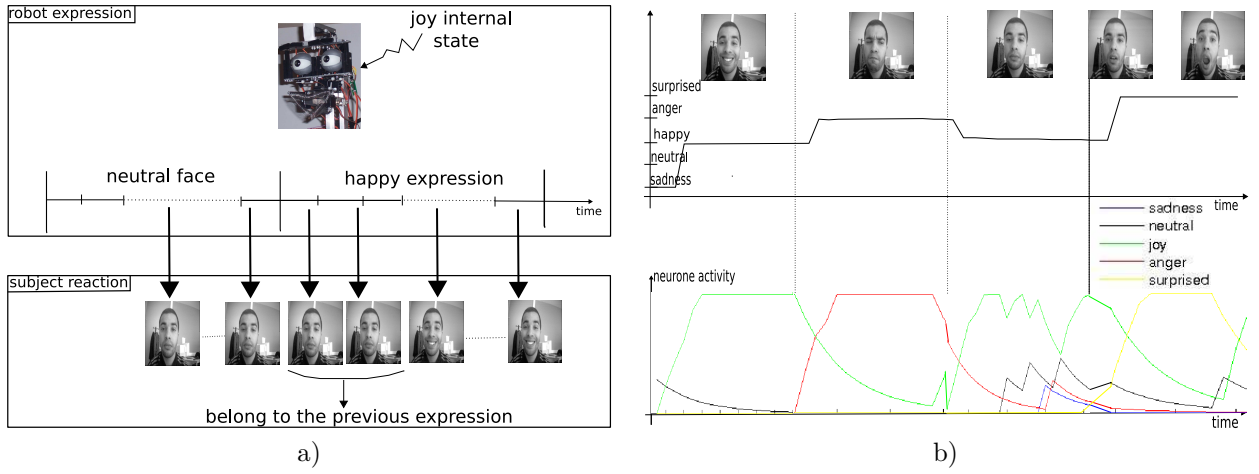 robot expression
joy internal
state
neutral face
happy expression
time
subject reaction
belong to the previous expression
a)
surprised
anger
happy
neutral
sadness
time
sadness
neutral
joy
anger
surprised
neurone activity
time
b)